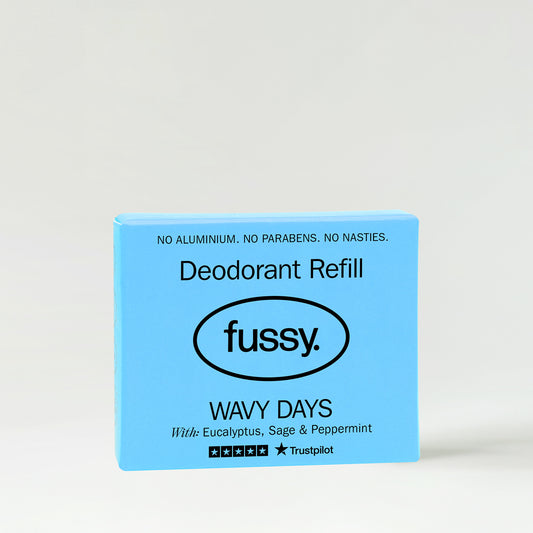 NO ALUMINIUM. NO PARABENS. NO NASTIES.
Deodorant Refill
fussy.
WAVY DAYS
With: Eucalyptus, Sage & Peppermint
Trustpilot